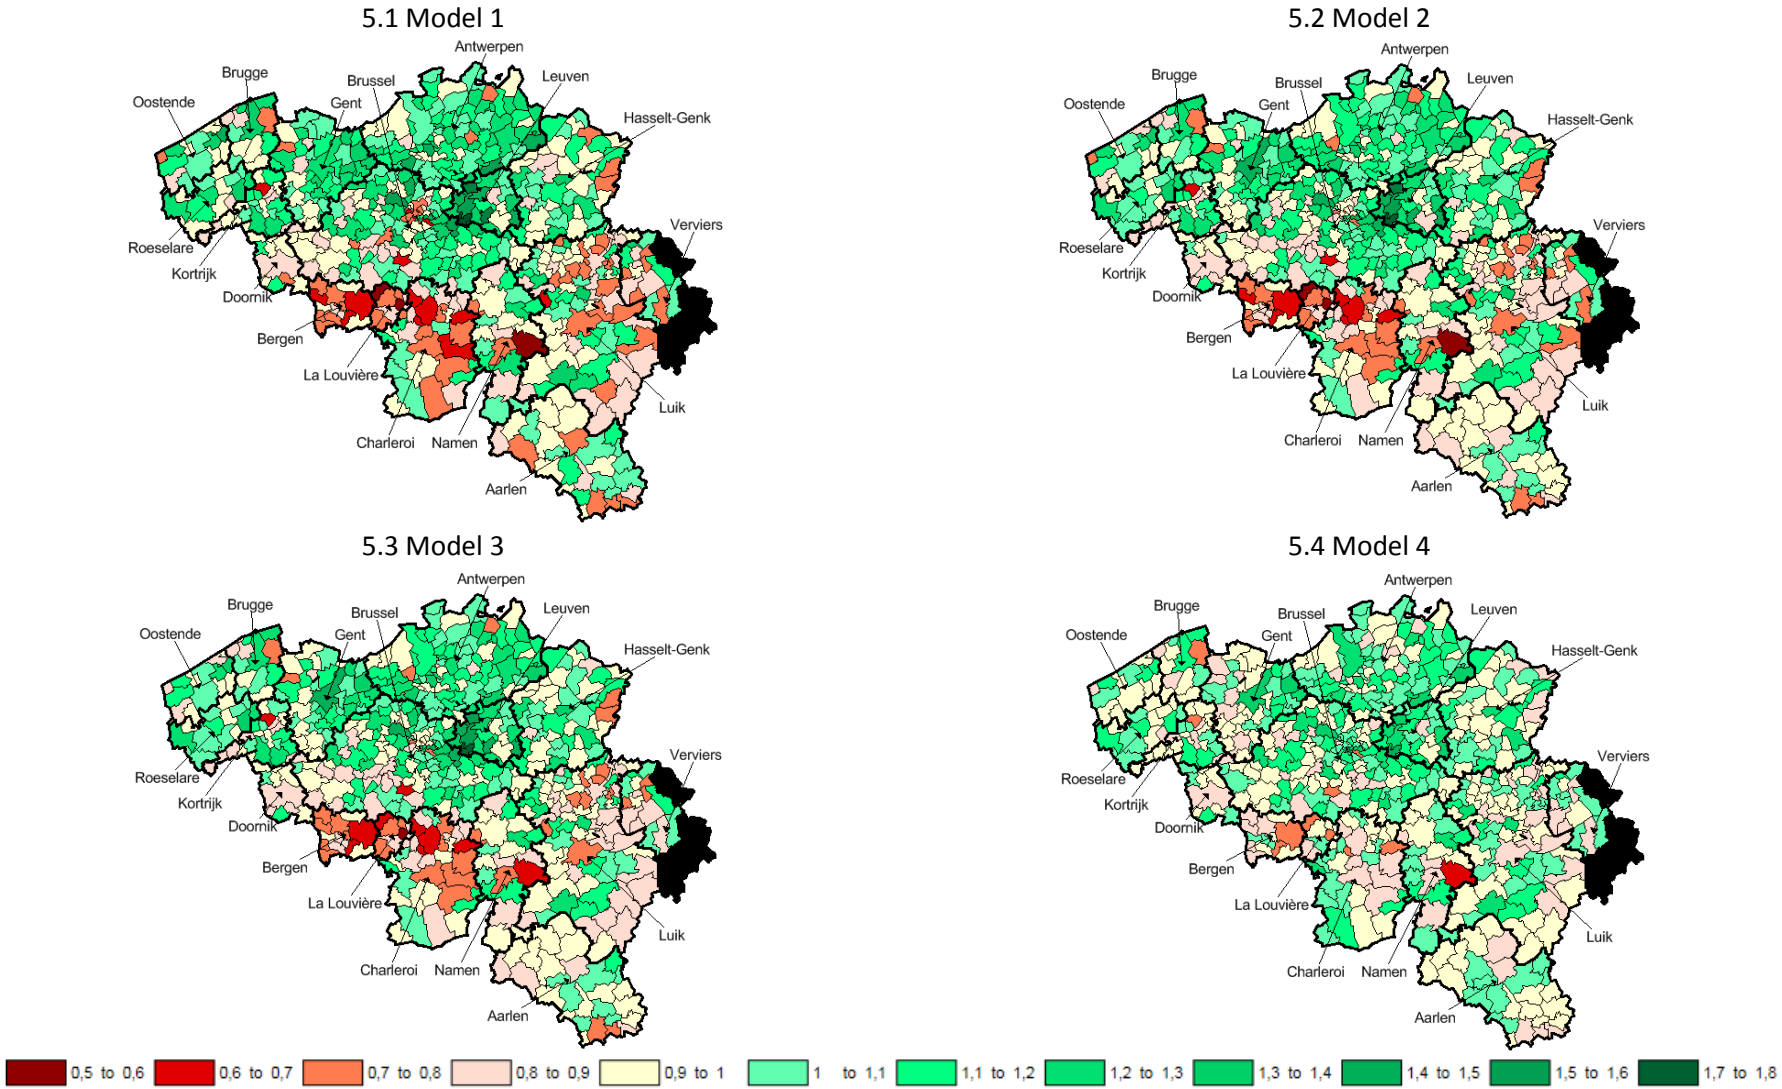 5.1 Model 1
Antwerpen
Brugge
Brussel
Leuven
Oostende
Gent
Hasselt-Genk
Verviers
Roeselare
Kortrijk
Doornik
Bergen
La Louvière
Luik
Charleroi
Namen
Aarlen
5.2 Model 2
Antwerpen
Brugge
Brussel
Leuven
Oostende
Gent
Hasselt-Genk
Verviers
Roeselare
Kortrijk
Doornik
Bergen
La Louvière
Luik
Charleroi
Namen
Aarlen
5.3 Model 3
Antwerpen
Brugge
Brussel
Leuven
Oostende
Gent
Hasselt-Genk
Verviers
Roeselare
Kortrijk
Doornik
Bergen
La Louvière
Luik
Charleroi
Namen
Aarlen
5.4 Model 4
Antwerpen
Brugge
Brussel
Leuven
Oostende
Gent
Hasselt-Genk
Verviers
Roeselare
Kortrijk
Doornik
Bergen
La Louvière
Luik
Charleroi
Namen
Aarlen
0,5 to 0,6 0,6 to 0,7 0,7 to 0,8 0,8 to 0,9 0,9 to 1 1 to 1,1 1,1 to 1,2 1,2 to 1,3 1,3 to 1,4 1,4 to 1,5 1,5 to 1,6 1,7 to 1,8